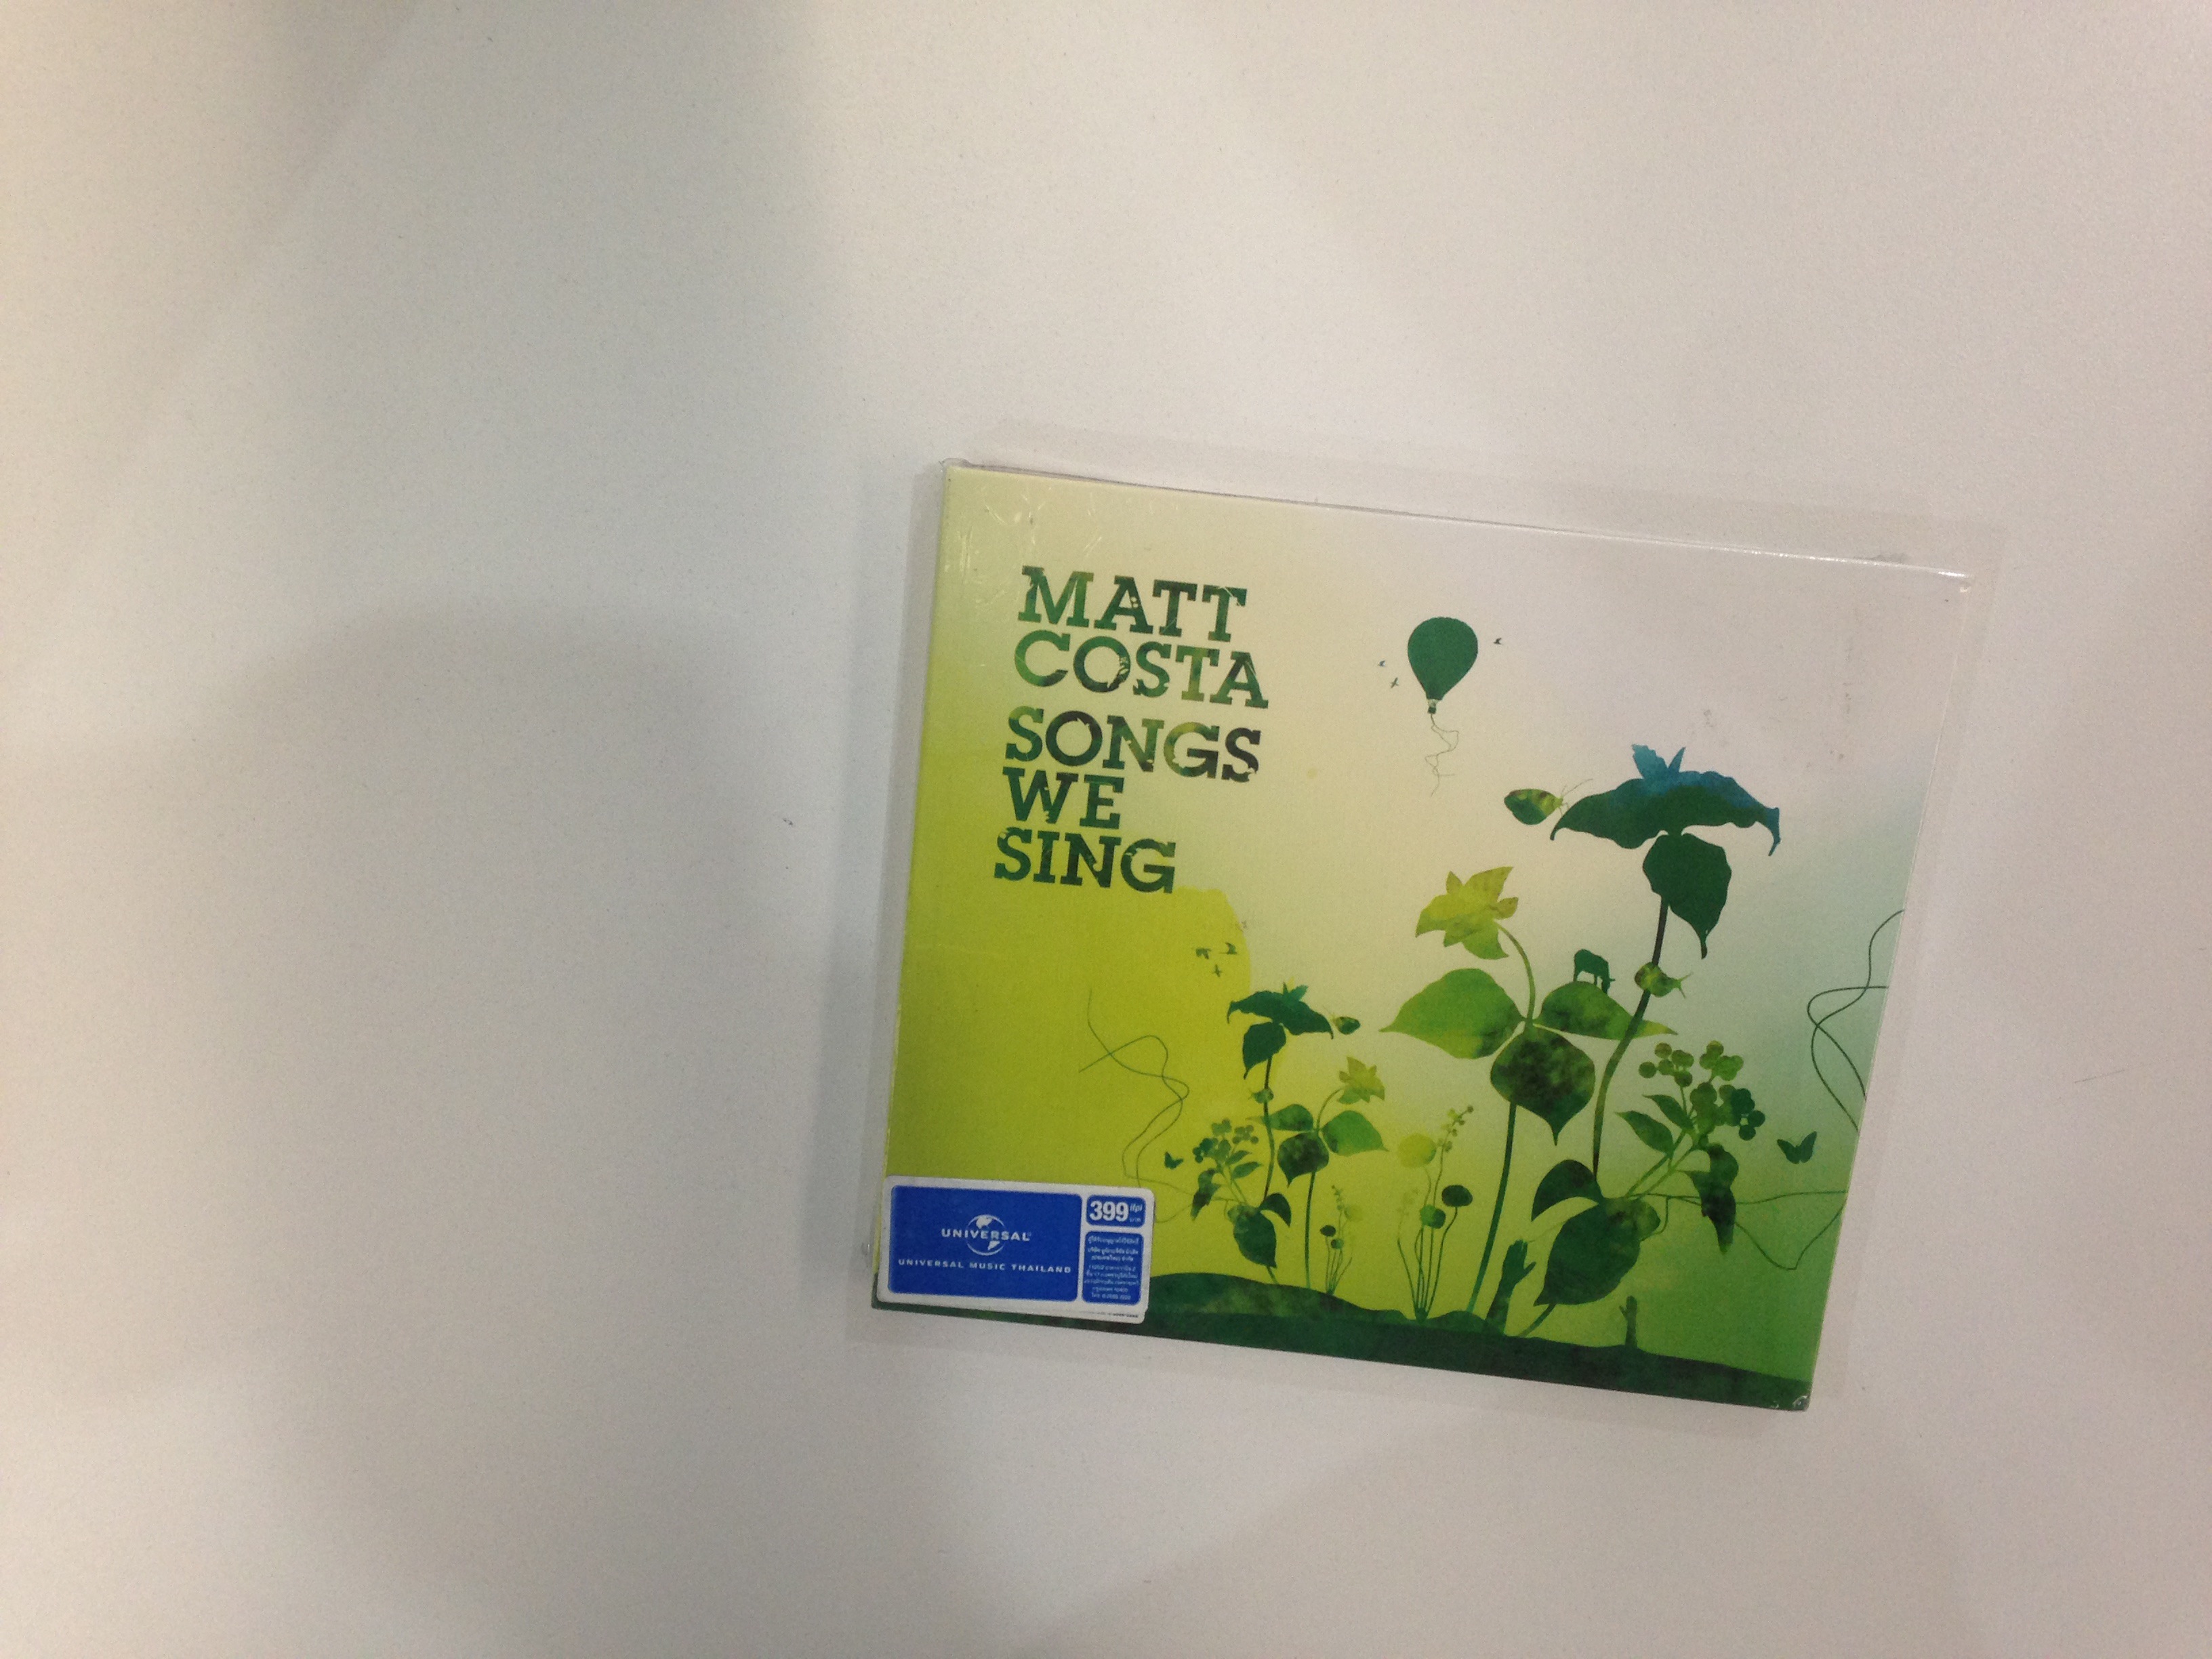 MATT
COSTA
SONGS
WE
SING
UNIVERSAL
UNIVERSAL MUSIC THAILAND
399